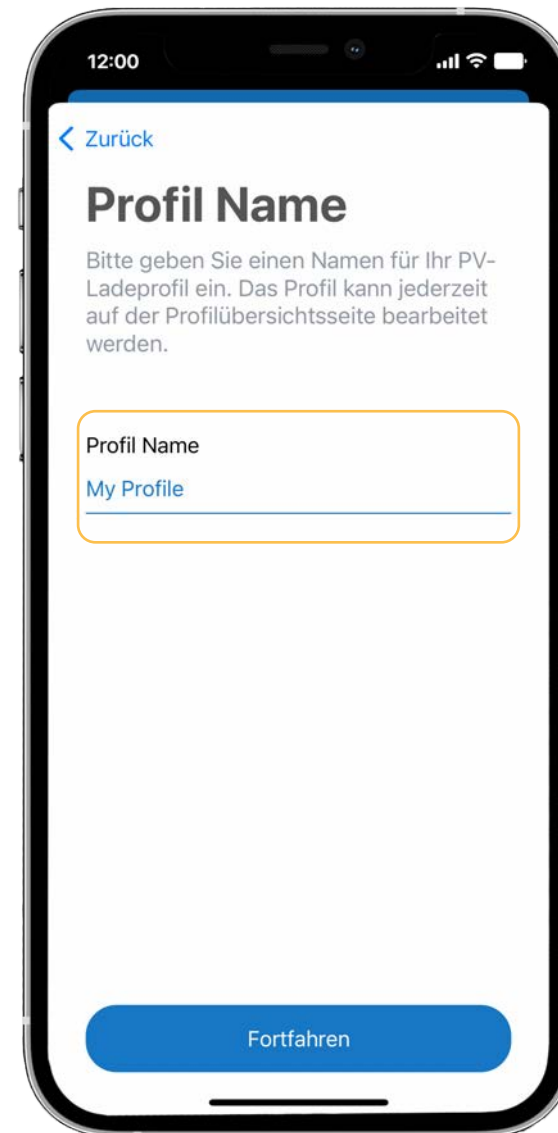 12:00
Zurück
Profil Name
Bitte geben Sie einen Namen für Ihr PV-
Ladeprofil ein. Das Profil kann jederzeit
auf der Profilübersichtsseite bearbeitet
werden.
Profil Name
My Profile
Fortfahren